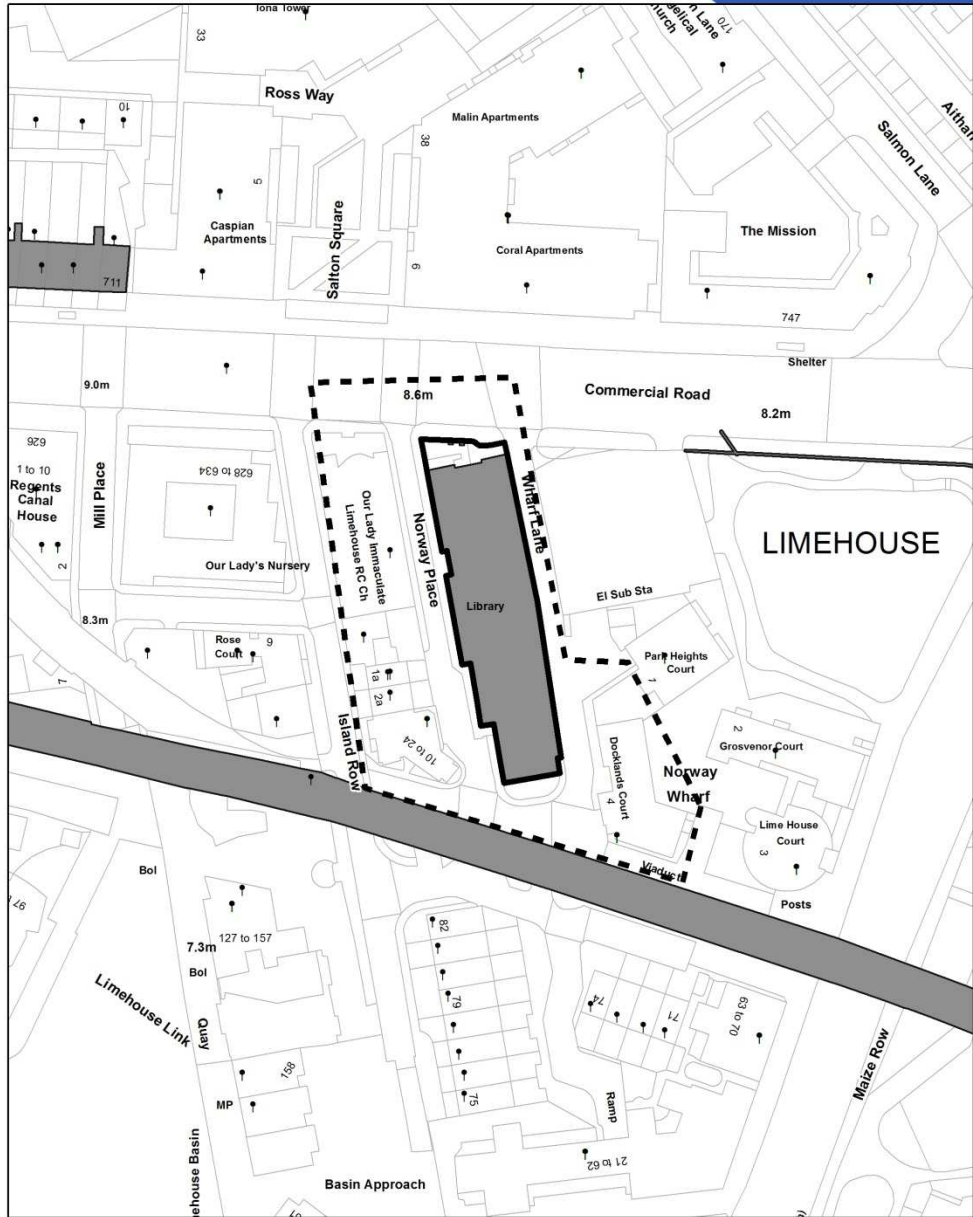 Iona Tower
33
Ross Way
10
Malin Apartments
38
170
Salmon Lane
5
Caspian
Apartments
Salton Square
6
Coral Apartments
The Mission
711
747
Shelter
9.0m
8.6m
Commercial Road
8.2m
626
1 to 10
Regents
Canal
House
2
Mill Place
628 to 634
Our Lady's Nursery
Our Lady Immaculate
Limehouse RC Ch
Norway Place
Wharf Lane
Library
LIMEHOUSE
El Sub Sta
8.3m
Rose
Court
9
1a
2a
10 to 24
Island Row
Park Heights
Court
1
2
Grosvenor Court
Docklands Court
4
Norway
Wharf
Lime House
Court
3
Viaduct
Posts
Bol
127 to 157
7.3m
Bol
Limehouse Link
Quay
158
MP
82
79
75
74
71
63 to 70
Ramp
Maize Row
21 to 62
Basin Approach